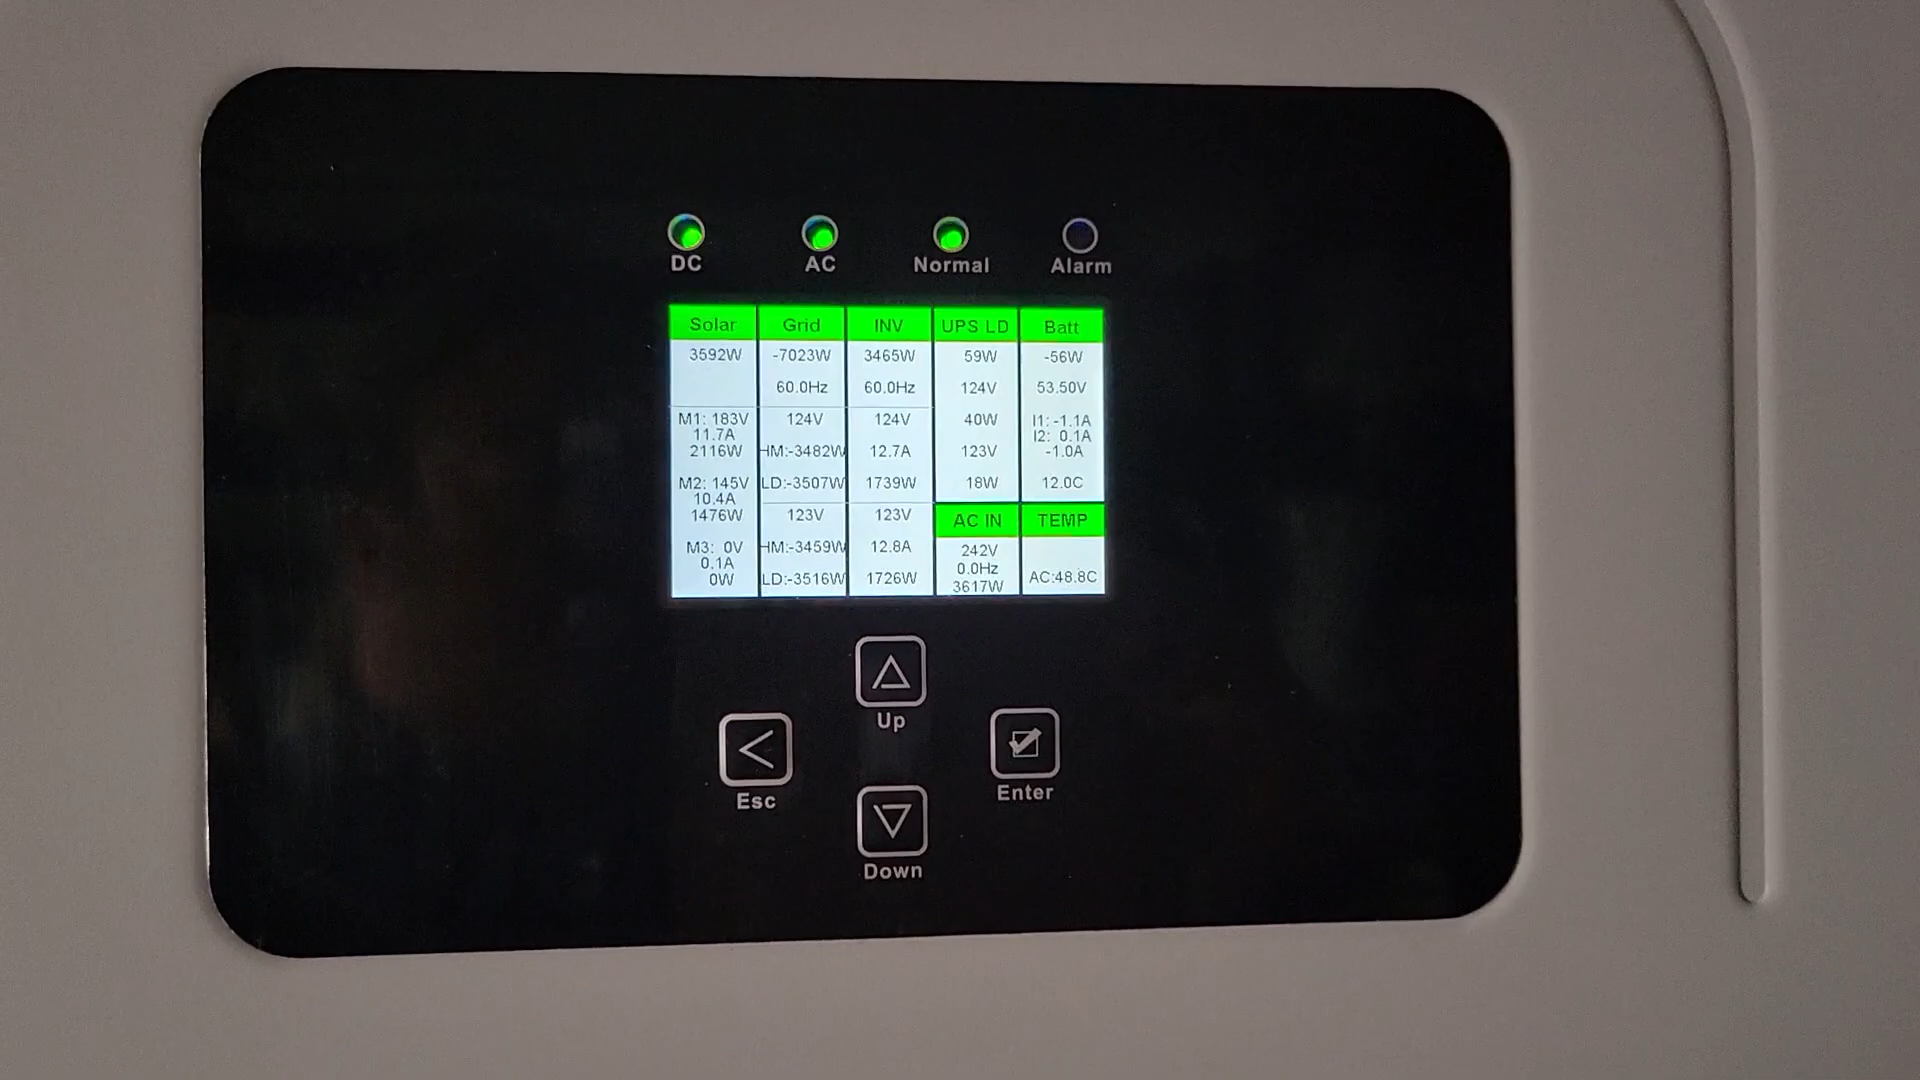 DC AC Normal Alarm
Solar Grid INV UPS LD Batt
3592W -7023W 3465W 59W -56W
60.0Hz 60.0Hz 124V 53.50V
M1: 183V 124V 124V 40W I1: -1.1A
11.7A I2: 0.1A
2116W HM:-3482W 12.7A 123V -1.0A
M2: 145V LD:-3507W 1739W 18W 12.0C
10.4A
1476W 123V 123V AC IN TEMP
M3: 0V HM:-3459W 12.8A 242V
0.1A 0.0Hz
0W LD:-3516W 1726W 3617W AC:48.8C
Up
Esc Enter
Down